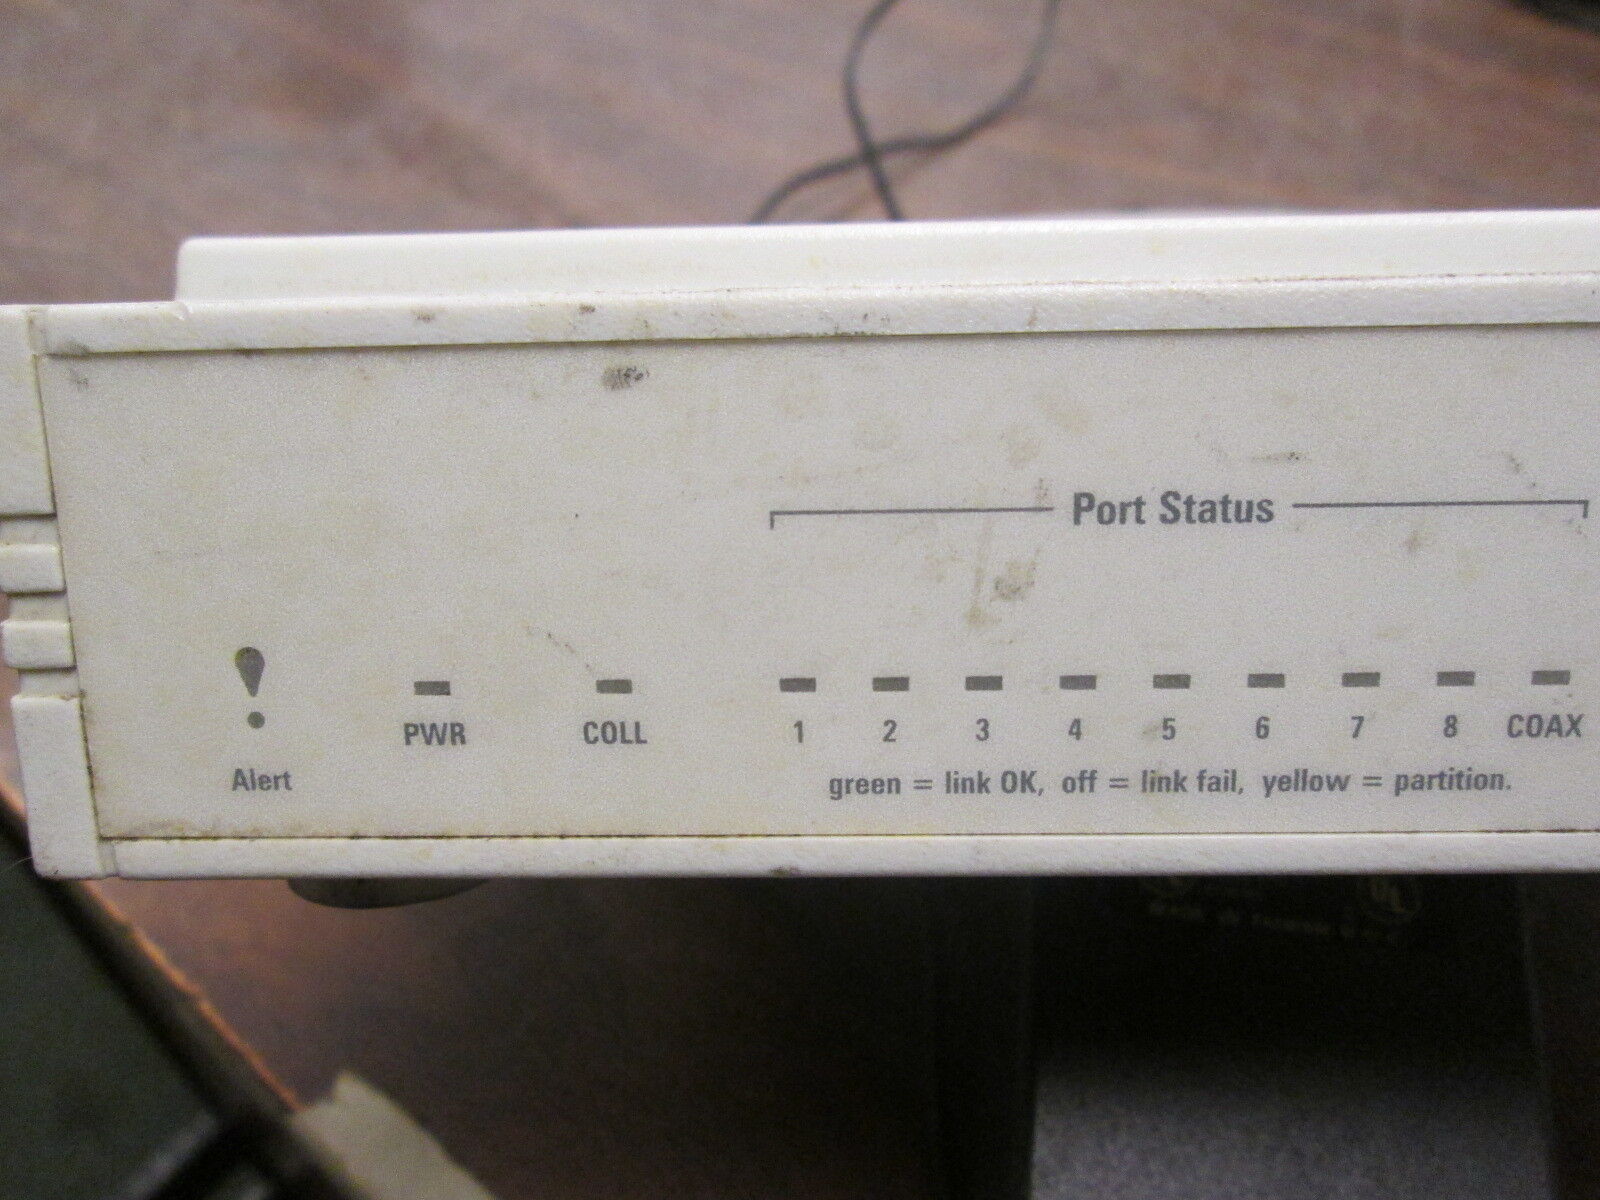 Port Status
PWR COLL 1 2 3 4 5 6 7 8 COAX
Alert
green = link OK, off = link fail, yellow = partition.
UL